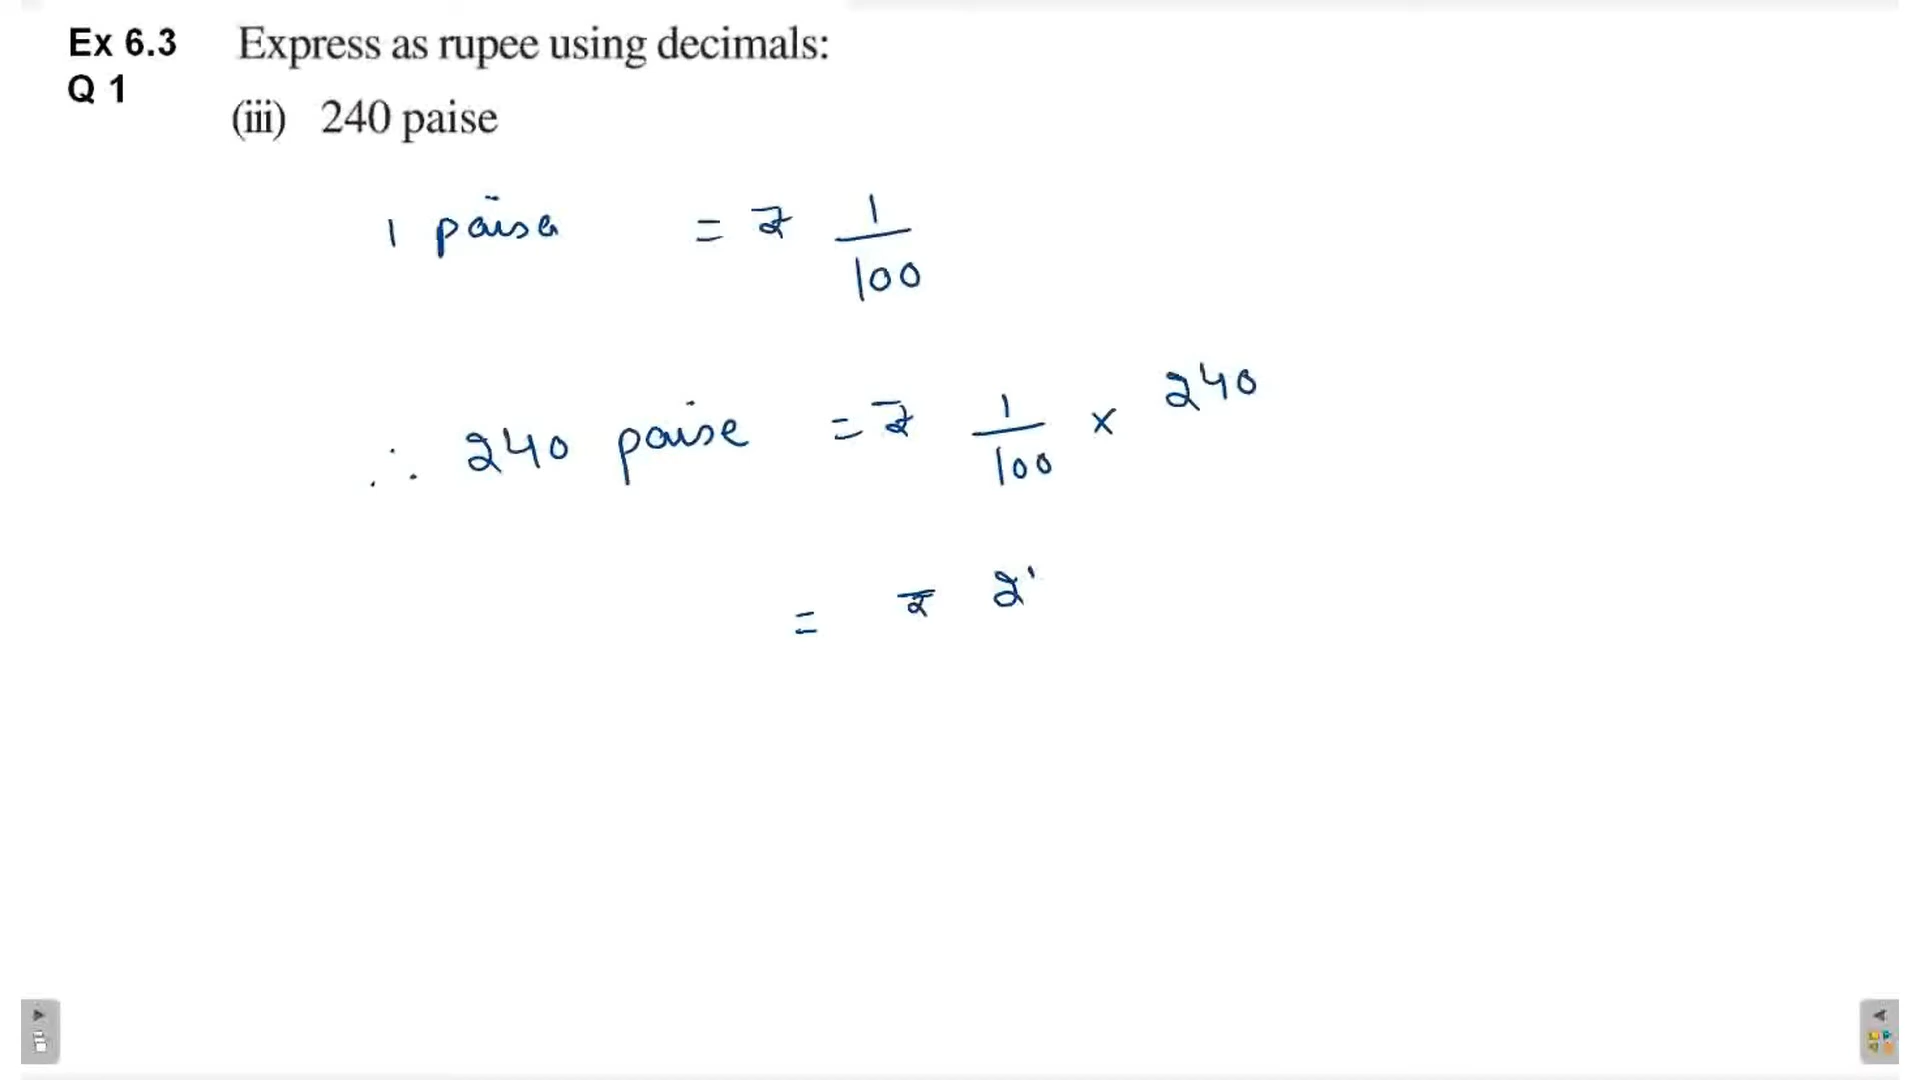 Ex 6.3 Express as rupee using decimals:
Q 1
(iii) 240 paise
1 paisa = ₹ 1/100
∴ 240 paise = ₹ 1/100 × 240
= ₹ 2